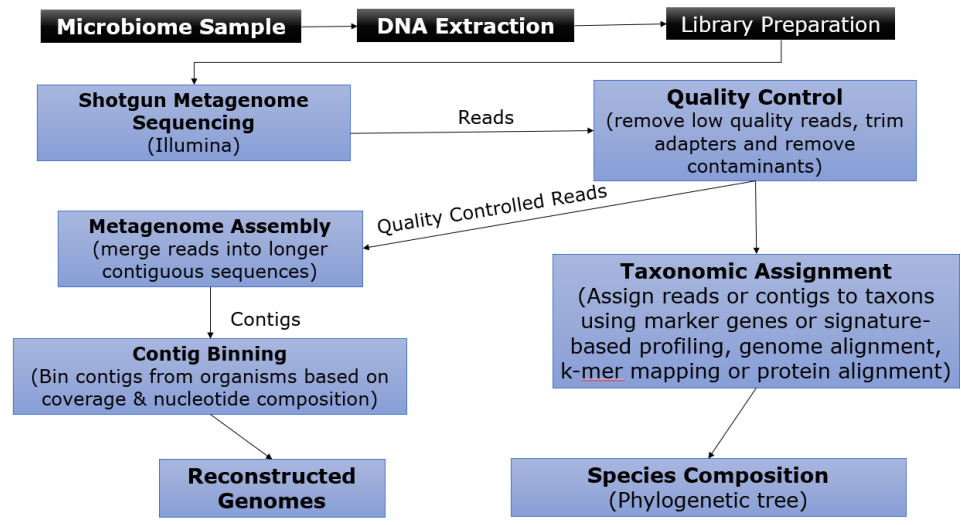 Microbiome Sample
DNA Extraction
Library Preparation
Shotgun Metagenome
Sequencing
(Illumina)
Reads
Quality Control
(remove low quality reads, trim
adapters and remove
contaminants)
Quality Controlled Reads
Metagenome Assembly
(merge reads into longer
contiguous sequences)
Contigs
Contig Binning
(Bin contigs from organisms based on
coverage & nucleotide composition)
Reconstructed
Genomes
Taxonomic Assignment
(Assign reads or contigs to taxons
using marker genes or signature-
based profiling, genome alignment,
k-mer mapping or protein alignment)
Species Composition
(Phylogenetic tree)